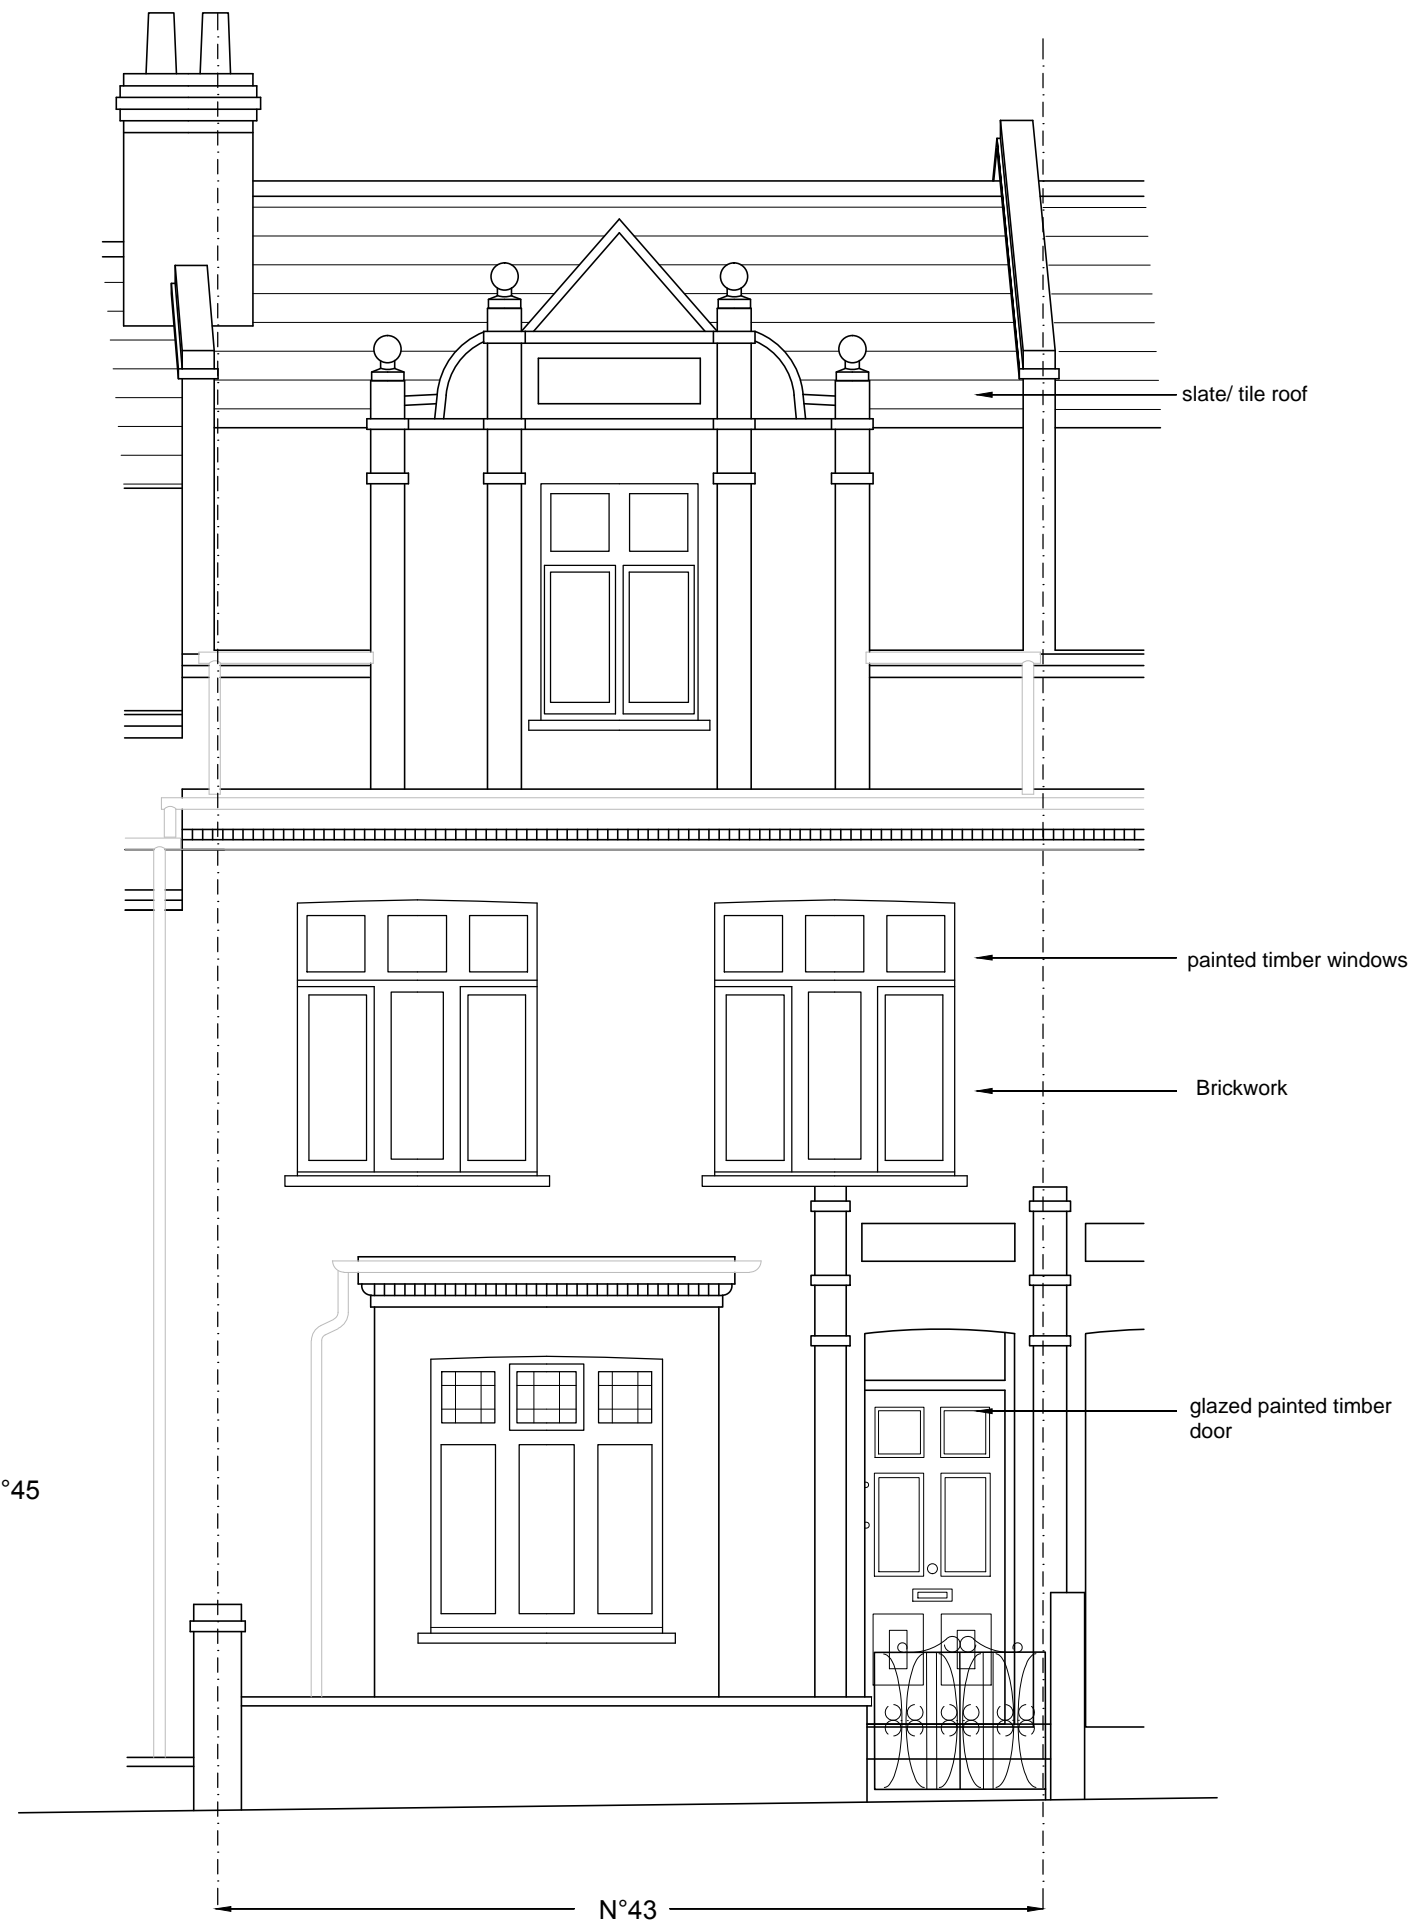 slate/ tile roof
painted timber windows
Brickwork
glazed painted timber
door
°45
N°43